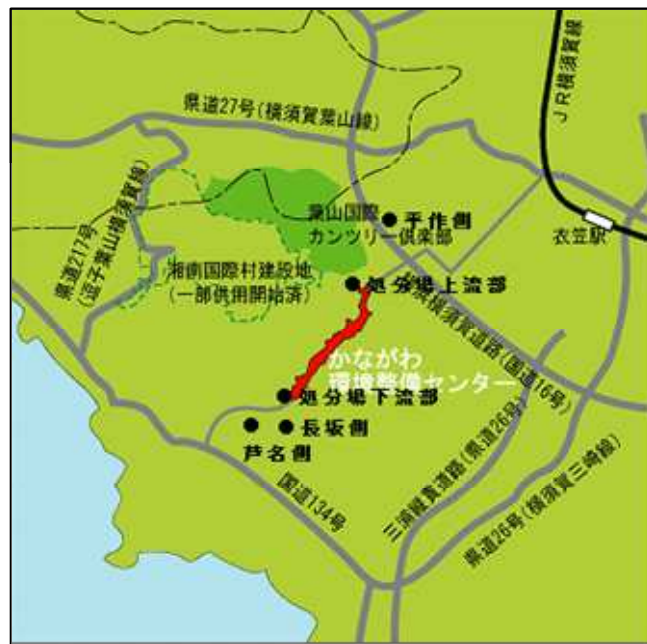 県道27号(横須賀葉山線)
JR横須賀線
県道217号
(逗子葉山横須賀線)
葉山国際
カンツリー倶楽部
平作側
衣笠駅
湘南国際村建設地
(一部供用開始済)
処分場上流部
横浜横須賀道路(国道16号)
かながわ
環境整備センター
処分場下流部
長坂側
芦名側
国道134号
三浦縦貫道路(県道26号)
県道26号(横須賀三崎線)